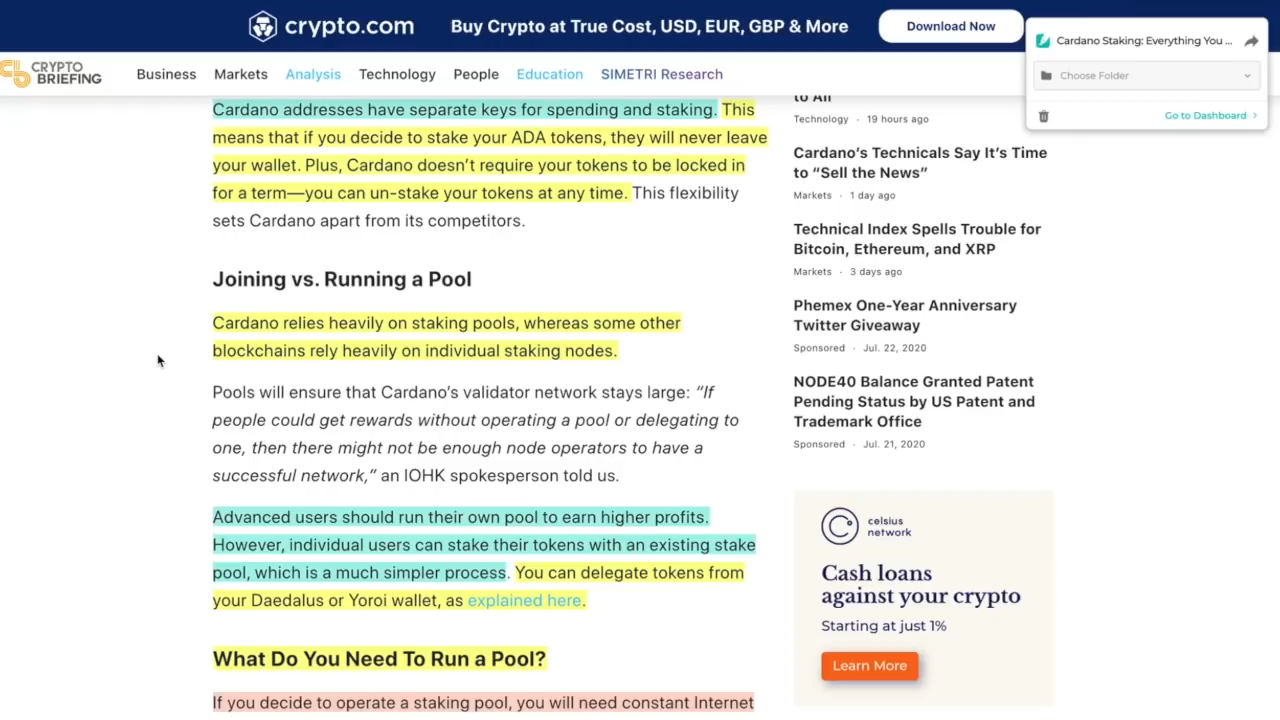 crypto.com
Buy Crypto at True Cost, USD, EUR, GBP & More
Download Now
Cardano Staking: Everything You ...
Choose Folder
Go to Dashboard
CRYPTO
BRIEFING
Business
Markets
Analysis
Technology
People
Education
SIMETRI Research
Cardano addresses have separate keys for spending and staking. This
means that if you decide to stake your ADA tokens, they will never leave
your wallet. Plus, Cardano doesn’t require your tokens to be locked in
for a term—you can un-stake your tokens at any time. This flexibility
sets Cardano apart from its competitors.
Joining vs. Running a Pool
Cardano relies heavily on staking pools, whereas some other
blockchains rely heavily on individual staking nodes.
Pools will ensure that Cardano’s validator network stays large: “If
people could get rewards without operating a pool or delegating to
one, then there might not be enough node operators to have a
successful network,” an IOHK spokesperson told us.
Advanced users should run their own pool to earn higher profits.
However, individual users can stake their tokens with an existing stake
pool, which is a much simpler process. You can delegate tokens from
your Daedalus or Yoroi wallet, as explained here.
What Do You Need To Run a Pool?
If you decide to operate a staking pool, you will need constant Internet
to All
Technology · 19 hours ago
Cardano’s Technicals Say It’s Time
to “Sell the News”
Markets · 1 day ago
Technical Index Spells Trouble for
Bitcoin, Ethereum, and XRP
Markets · 3 days ago
Phemex One-Year Anniversary
Twitter Giveaway
Sponsored · Jul. 22, 2020
NODE40 Balance Granted Patent
Pending Status by US Patent and
Trademark Office
Sponsored · Jul. 21, 2020
celsius
network
Cash loans
against your crypto
Starting at just 1%
Learn More